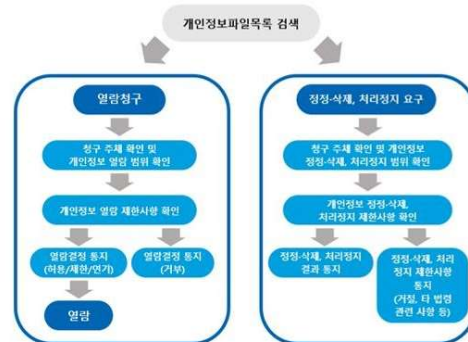 개인정보파일목록 검색
열람청구
청구 주체 확인 및
개인정보 열람 범위 확인
개인정보 열람 제한사항 확인
열람결정 통지
(허용/제한/연기)
열람결정 통지
(거부)
열람
정정·삭제, 처리정지 요구
청구 주체 확인 및 개인정보
정정·삭제, 처리정지 범위 확인
개인정보 정정·삭제,
처리정지 제한사항 확인
정정·삭제, 처리정지
결과 통지
정정·삭제, 처리
정지 제한사항
통지
(거절, 타 법령
관련 사항 등)